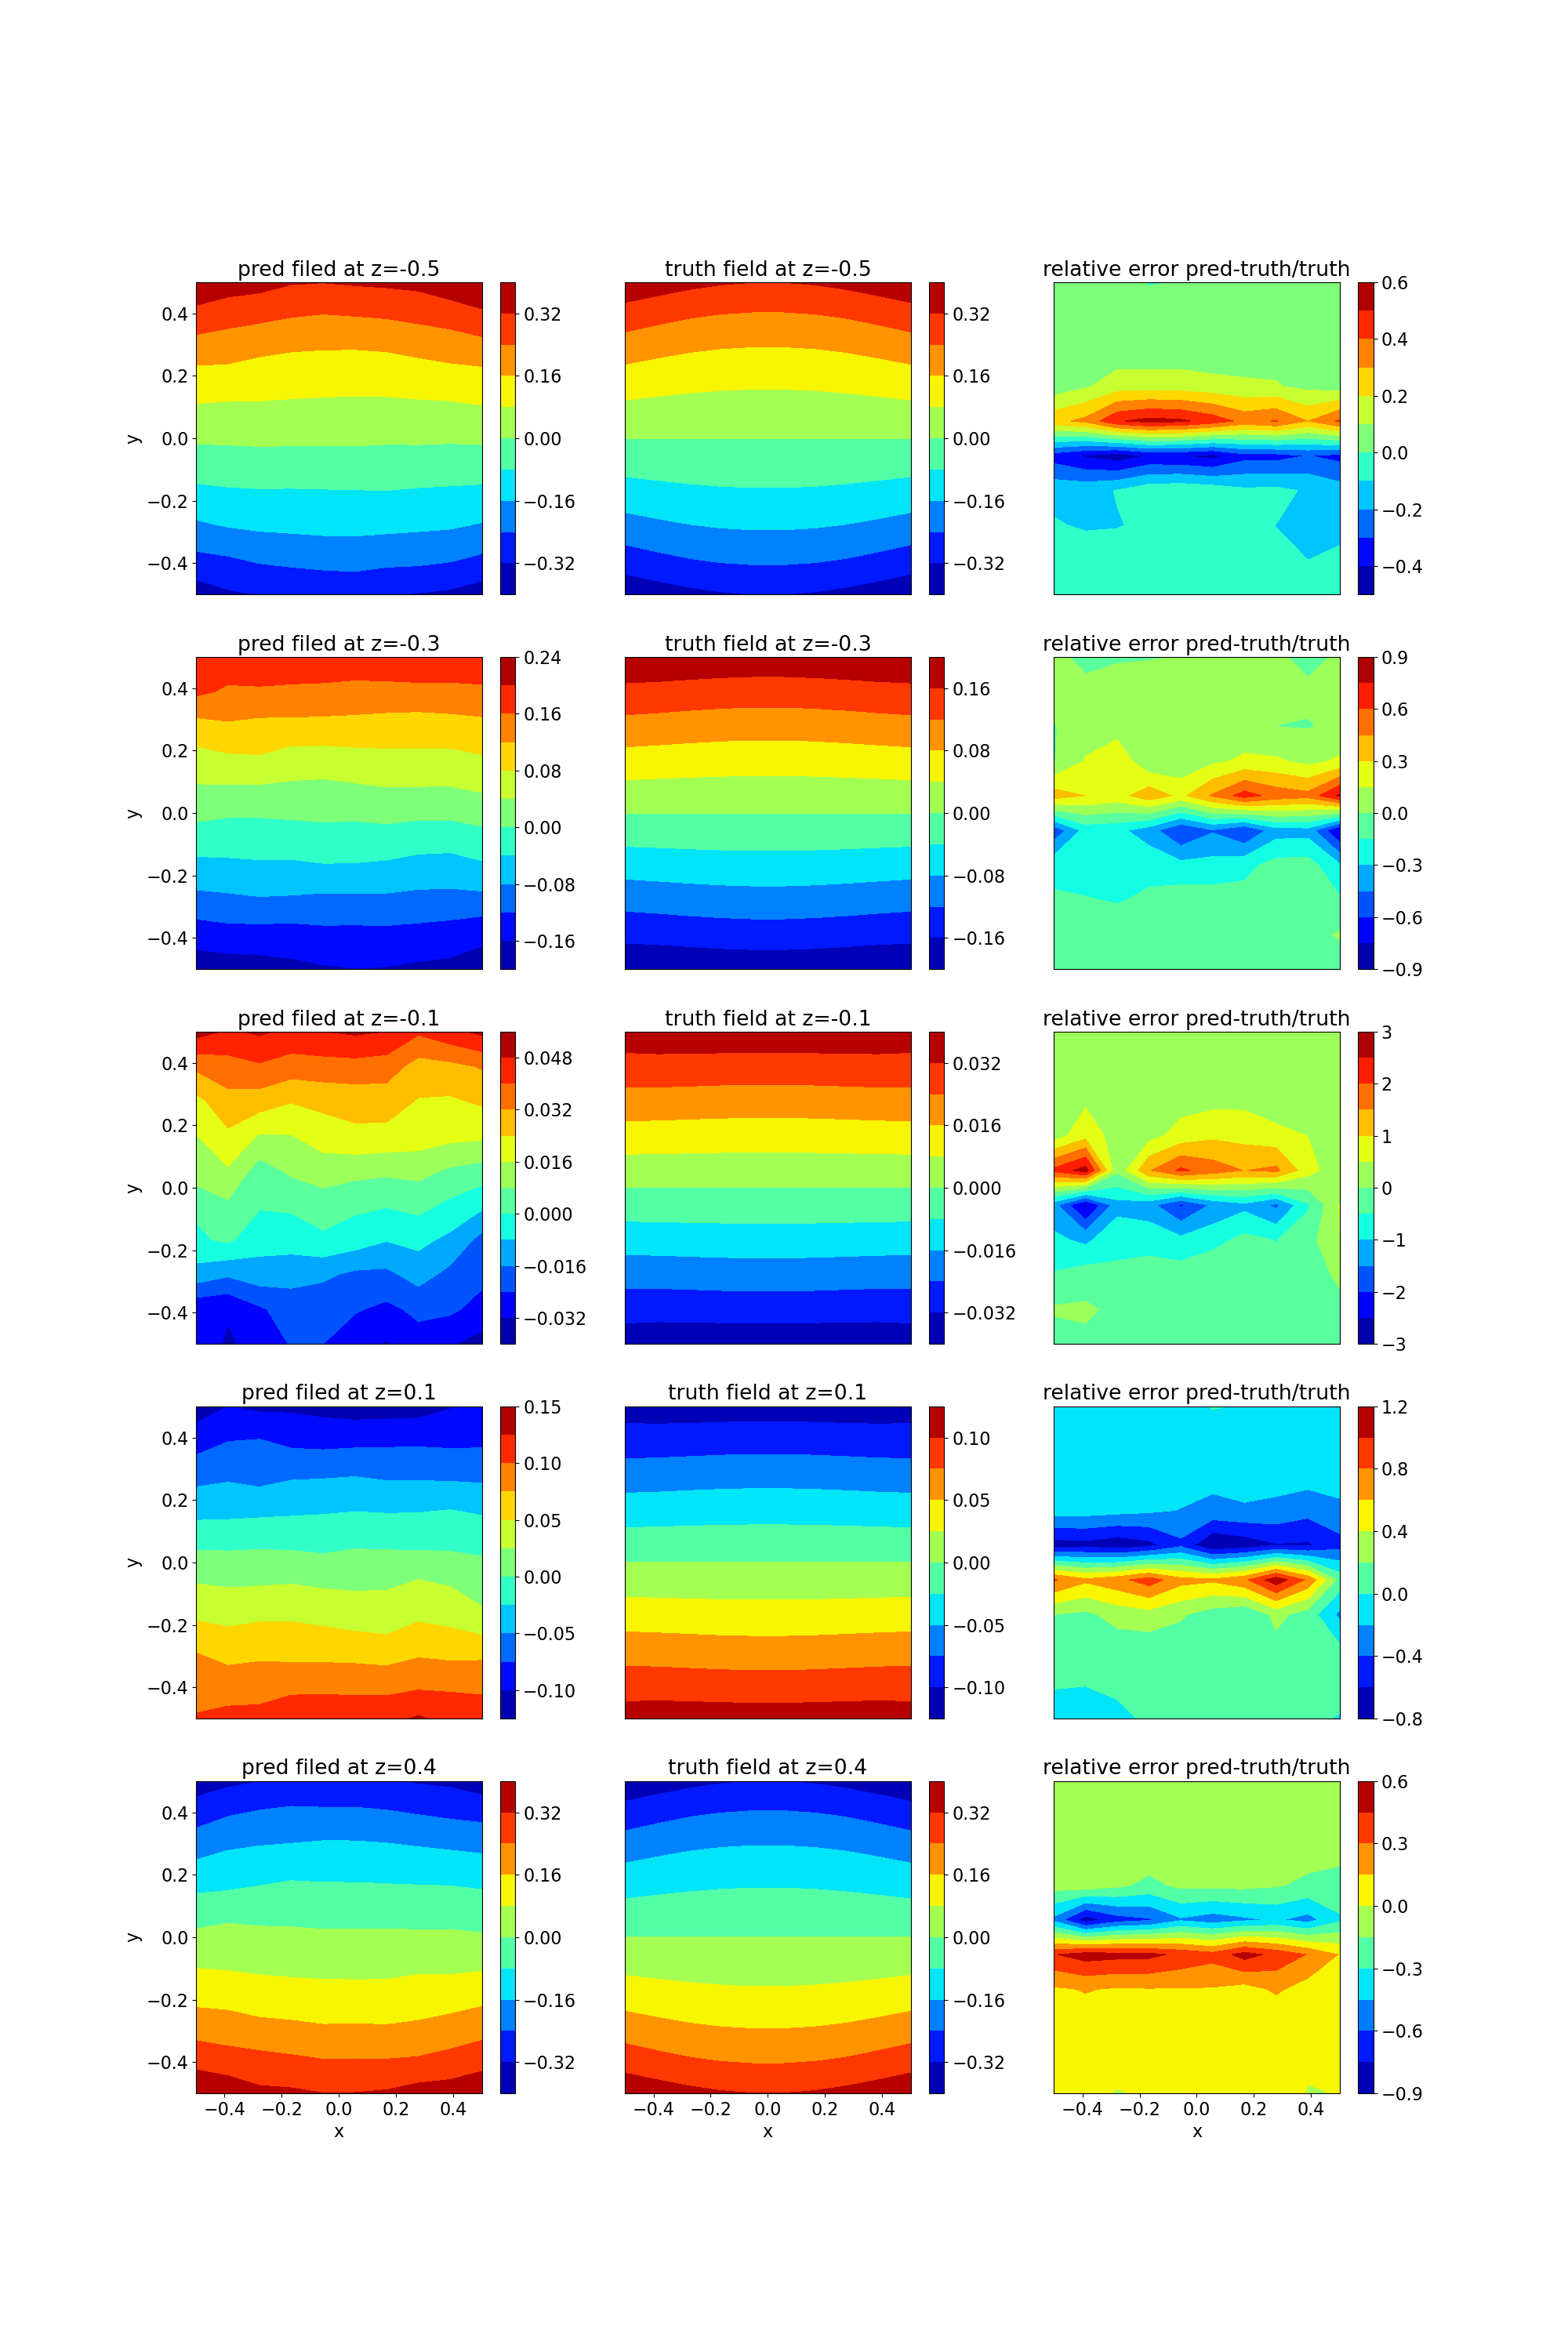 pred filed at z=-0.5 truth field at z=-0.5 relative error pred-truth/truth
0.6
0.4 0.32 0.32
0.4
0.2 0.16 0.16
0.2
y 0.0 0.00 0.00
0.0
−0.2 −0.16 −0.16
−0.2
−0.4 −0.32 −0.32
−0.4
pred filed at z=-0.3 truth field at z=-0.3 relative error pred-truth/truth
0.24 0.9
0.4 0.16 0.16
0.6
0.2 0.08 0.08
0.3
y 0.0 0.00 0.00 0.0
−0.2 −0.08 −0.08
−0.3
−0.6
−0.4 −0.16 −0.16
−0.9
pred filed at z=-0.1 truth field at z=-0.1 relative error pred-truth/truth
3
0.4 0.048 0.032
2
0.2 0.032 0.016
1
0.016
y 0.0 0.000 0
0.000
−0.2 −0.016 −0.016 −1
−2
−0.4 −0.032 −0.032
−3
pred filed at z=0.1 truth field at z=0.1 relative error pred-truth/truth
0.15 1.2
0.4 0.10 0.10
0.8
0.2 0.05 0.05
0.4
y 0.0 0.00 0.00
0.0
−0.2 −0.05 −0.05
−0.4
−0.4 −0.10 −0.10
−0.8
pred filed at z=0.4 truth field at z=0.4 relative error pred-truth/truth
0.6
0.4 0.32 0.32
0.3
0.2 0.16 0.16
0.0
y 0.0 0.00 0.00
−0.3
−0.2 −0.16 −0.16
−0.6
−0.4 −0.32 −0.32
−0.9
−0.4 −0.2 0.0 0.2 0.4 −0.4 −0.2 0.0 0.2 0.4 −0.4 −0.2 0.0 0.2 0.4
x x x